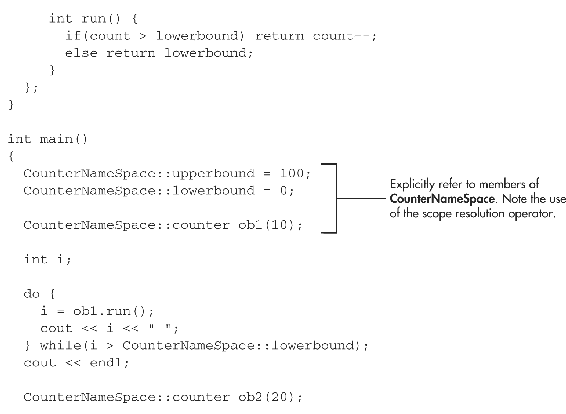 int run() {
if(count > lowerbound) return count--;
else return lowerbound;
}
};
}
int main()
{
CounterNameSpace::upperbound = 100;
CounterNameSpace::lowerbound = 0;
CounterNameSpace::counter ob1(10);
Explicitly refer to members of
CounterNameSpace. Note the use
of the scope resolution operator.
int i;
do {
i = ob1.run();
cout << i << " ";
} while(i > CounterNameSpace::lowerbound);
cout << endl;
CounterNameSpace::counter ob2(20);